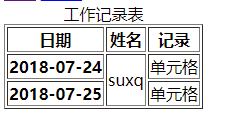 工作记录表
日期 姓名 记录
2018-07-24 suxq 单元格
2018-07-25 单元格